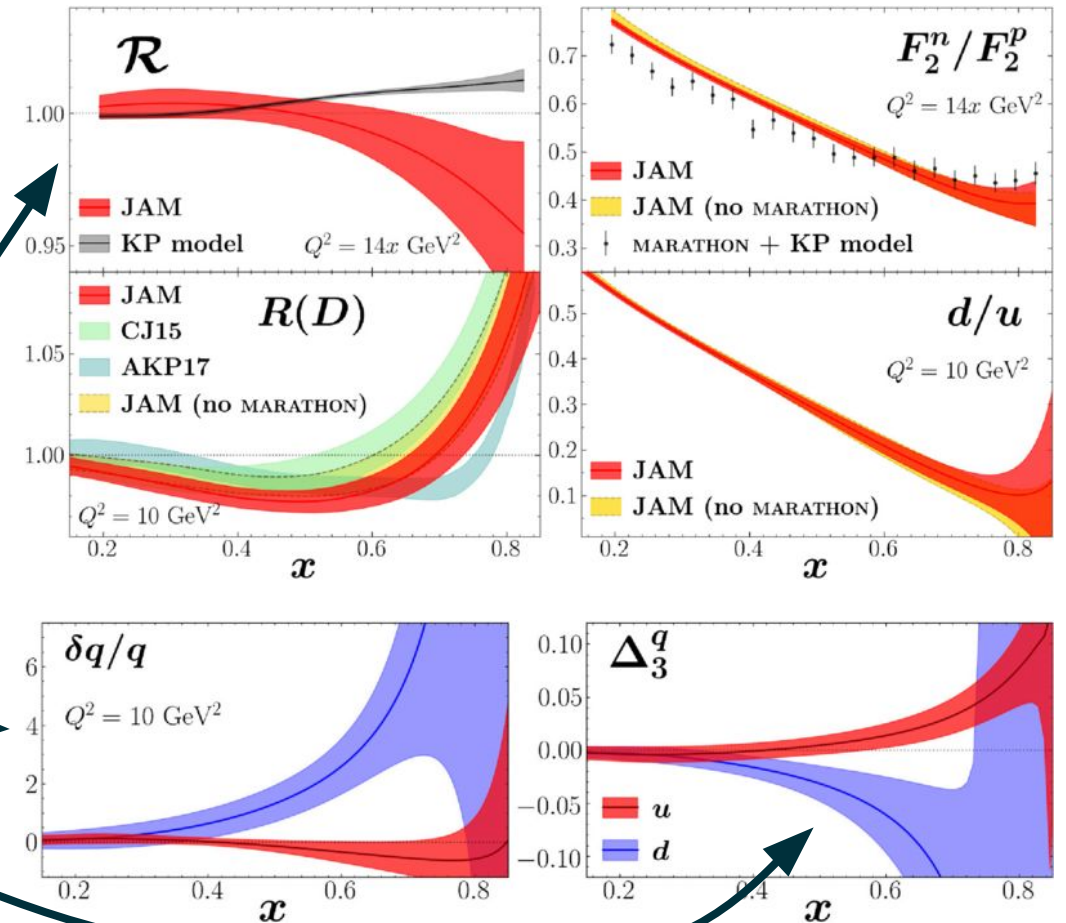 R
1.00
0.95
JAM
KP model
Q² = 14x GeV²
F₂ⁿ/F₂ᵖ
Q² = 14x GeV²
0.7
0.6
0.5
0.4
0.3
JAM
JAM (no MARATHON)
MARATHON + KP model
JAM
CJ15
AKP17
JAM (no MARATHON)
R(D)
1.05
1.00
Q² = 10 GeV²
0.2 0.4 0.6 0.8
x
d/u
Q² = 10 GeV²
0.5
0.4
0.3
0.2
0.1
JAM
JAM (no MARATHON)
0.2 0.4 0.6 0.8
x
δq/q
Q² = 10 GeV²
6
4
2
0
0.2 0.4 0.6 0.8
x
Δ₃^q
0.10
0.05
0.00
−0.05
−0.10
u
d
0.2 0.4 0.6 0.8
x